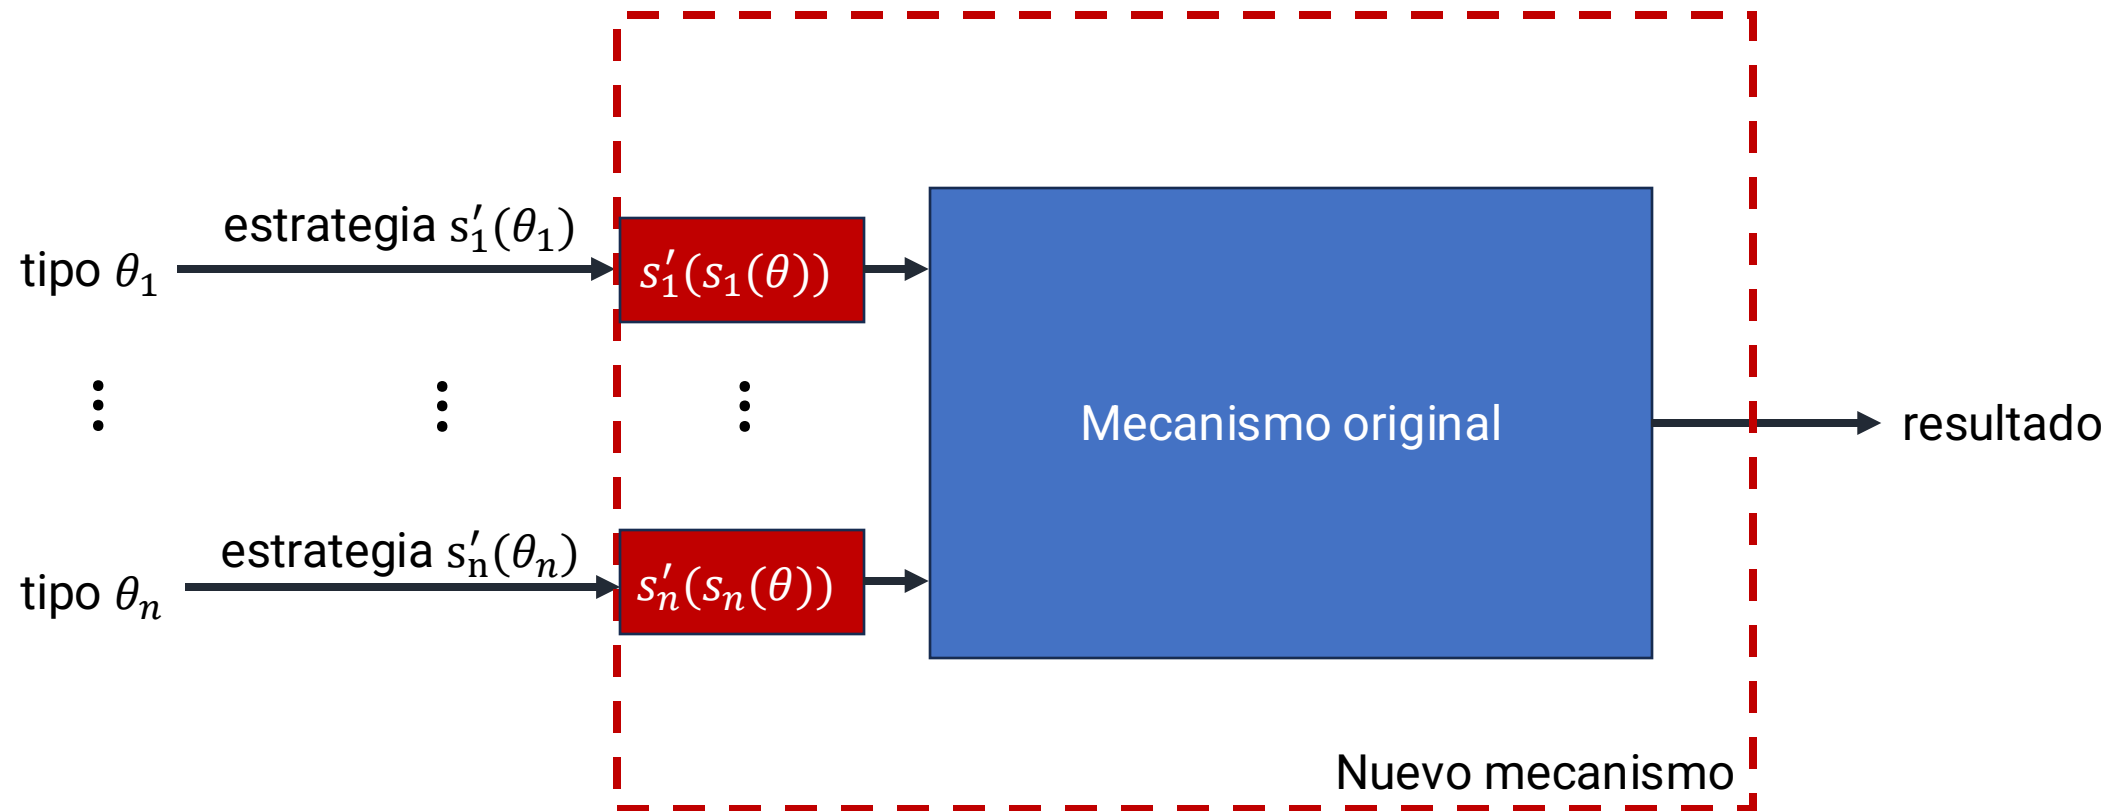 estrategia s′₁(θ₁)
tipo θ₁
s′₁(s₁(θ))
⋮ ⋮ ⋮
Mecanismo original
resultado
estrategia s′ₙ(θₙ)
tipo θₙ
s′ₙ(sₙ(θ))
Nuevo mecanismo